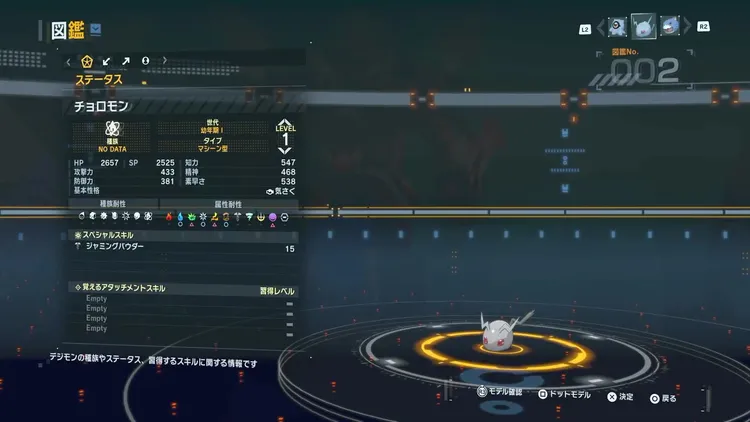 図鑑
L2
R2
図鑑No.
002
ステータス
チョロモン
種族
NO DATA
世代
幼年期 I
タイプ
マシーン型
LEVEL
1
HP 2657 SP 2525 知力 547
攻撃力 433 精神 468
防御力 381 素早さ 538
基本性格 気さく
種族耐性 属性耐性
スペシャルスキル
ジャミングパウダー 15
覚えるアタッチメントスキル 習得レベル
Empty
Empty
Empty
Empty
デジモンの種族やステータス、習得するスキルに関する情報です
R3 モデル確認 ドットモデル 決定 戻る